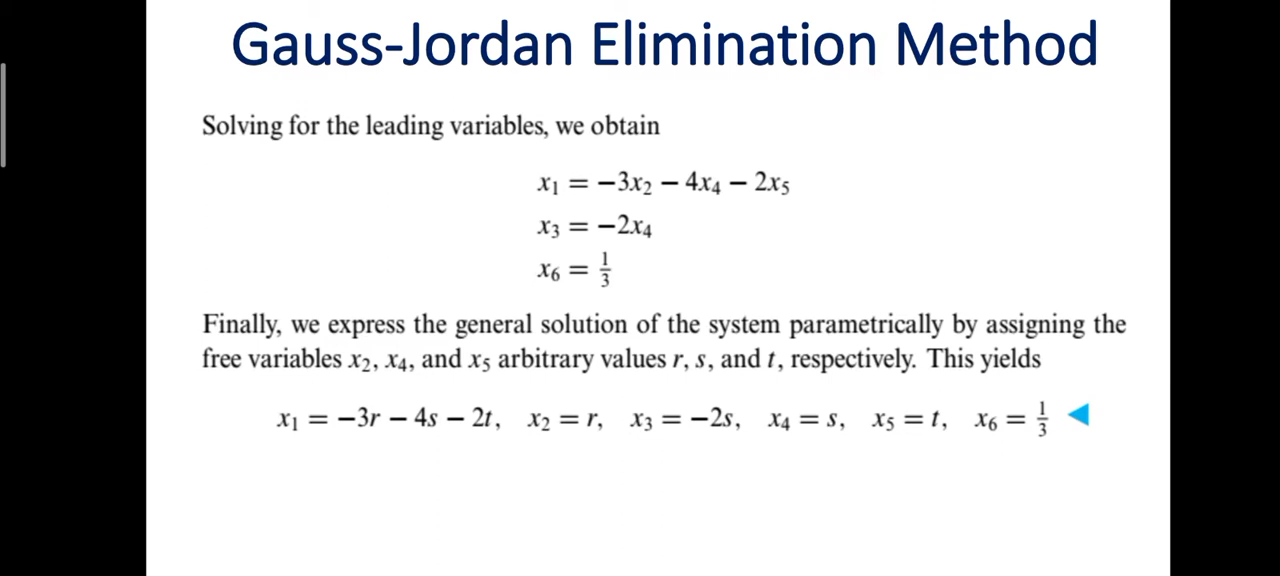 Gauss-Jordan Elimination Method
Solving for the leading variables, we obtain
x₁ = −3x₂ − 4x₄ − 2x₅
x₃ = −2x₄
x₆ = 1/3
Finally, we express the general solution of the system parametrically by assigning the
free variables x₂, x₄, and x₅ arbitrary values r, s, and t, respectively. This yields
x₁ = −3r − 4s − 2t, x₂ = r, x₃ = −2s, x₄ = s, x₅ = t, x₆ = 1/3